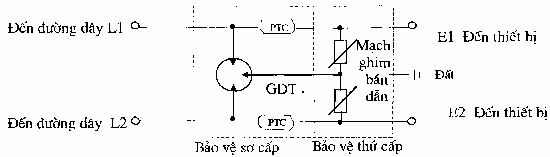 Đến đường dây L1
PTC
E1 Đến thiết bị
Mạch
ghim
bán
dẫn
GDT
Đất
Đến đường dây L2
PTC
E2 Đến thiết bị
Bảo vệ sơ cấp
Bảo vệ thứ cấp